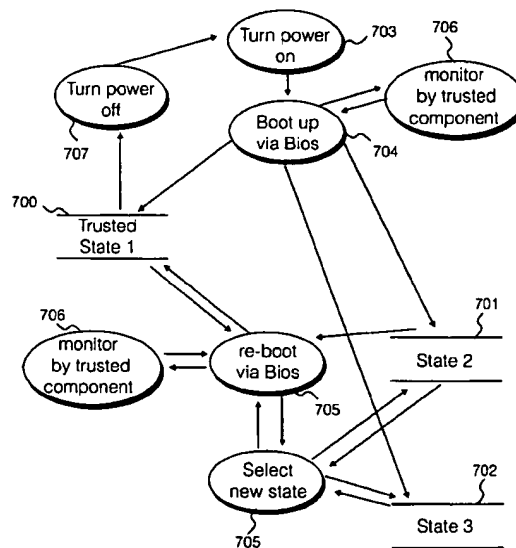 Turn power
on
703
706
monitor
by trusted
component
Turn power
off
707
Boot up
via Bios
704
700
Trusted
State 1
701
State 2
706
monitor
by trusted
component
re-boot
via Bios
705
Select
new state
705
702
State 3